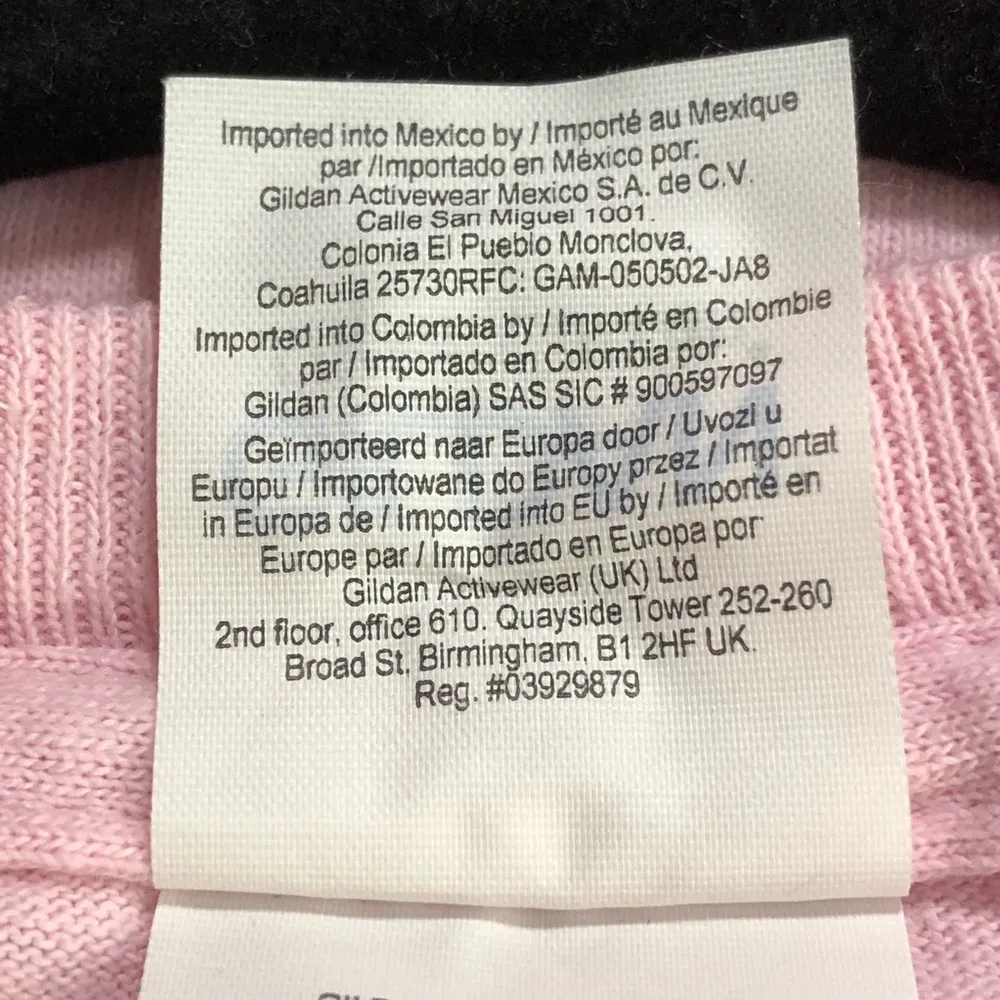 Imported into Mexico by / Importé au Mexique
par /Importado en México por:
Gildan Activewear Mexico S.A. de C.V.
Calle San Miguel 1001.
Colonia El Pueblo Monclova,
Coahuila 25730RFC: GAM-050502-JA8
Imported into Colombia by / Importé en Colombie
par / Importado en Colombia por:
Gildan (Colombia) SAS SIC # 900597097
Geïmporteerd naar Europa door / Uvozi u
Europu / Importowane do Europy przez / Importat
in Europa de / Imported into EU by / Importé en
Europe par / Importado en Europa por
Gildan Activewear (UK) Ltd
2nd floor, office 610. Quayside Tower 252-260
Broad St, Birmingham, B1 2HF UK.
Reg. #03929879